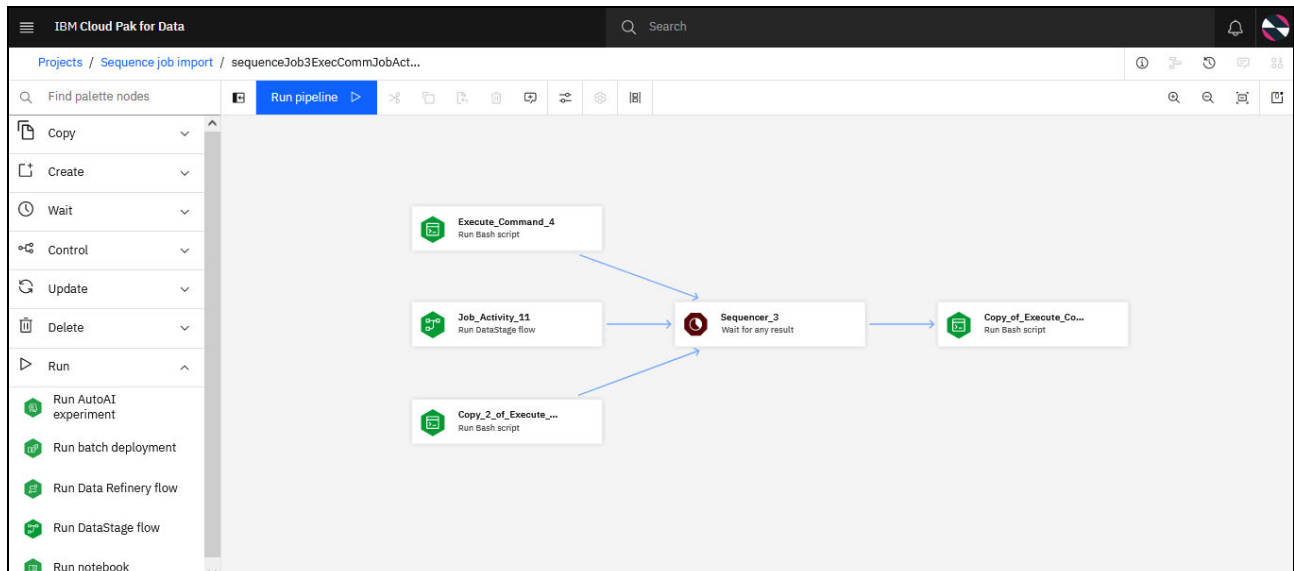 IBM Cloud Pak for Data
Search
Projects / Sequence job import / sequenceJob3ExecCommJobAct...
Find palette nodes
Run pipeline
Copy
Create
Wait
Control
Update
Delete
Run
Run AutoAI
experiment
Run batch deployment
Run Data Refinery flow
Run DataStage flow
Run notebook
Execute_Command_4
Run Bash script
Job_Activity_11
Run DataStage flow
Copy_2_of_Execute_...
Run Bash script
Sequencer_3
Wait for any result
Copy_of_Execute_Co...
Run Bash script